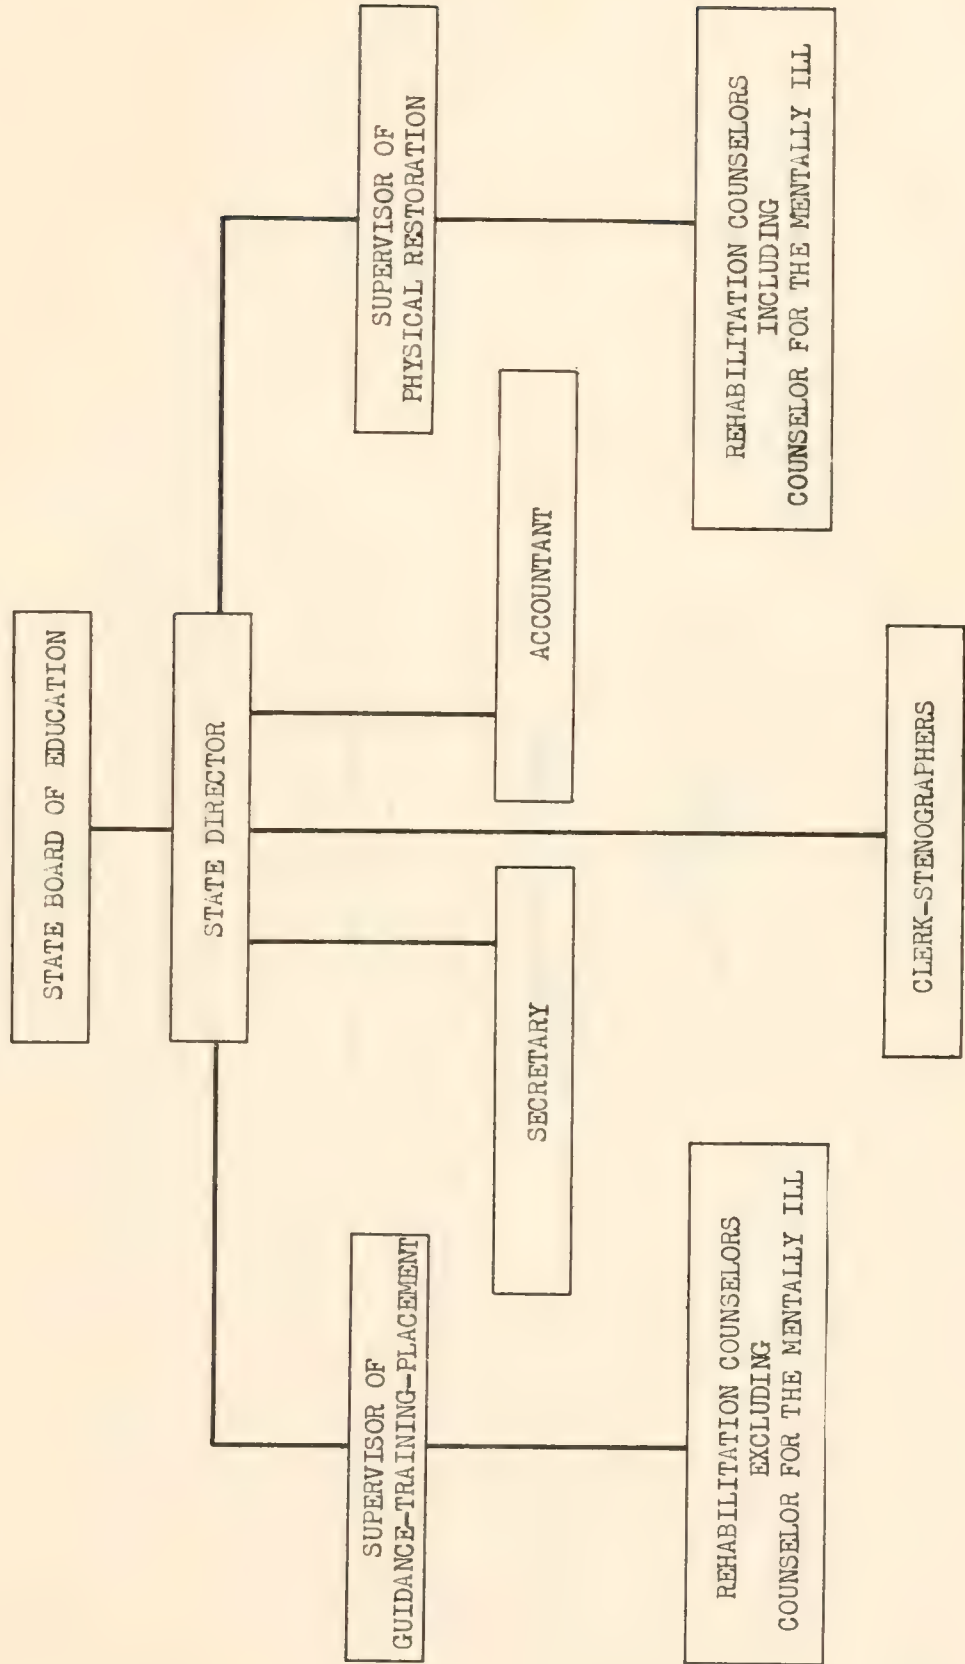 STATE BOARD OF EDUCATION
STATE DIRECTOR
SUPERVISOR OF
GUIDANCE-TRAINING-PLACEMENT
SUPERVISOR OF
PHYSICAL RESTORATION
SECRETARY
ACCOUNTANT
REHABILITATION COUNSELORS
EXCLUDING
COUNSELOR FOR THE MENTALLY ILL
REHABILITATION COUNSELORS
INCLUDING
COUNSELOR FOR THE MENTALLY ILL
CLERK-STENOGRAPHERS